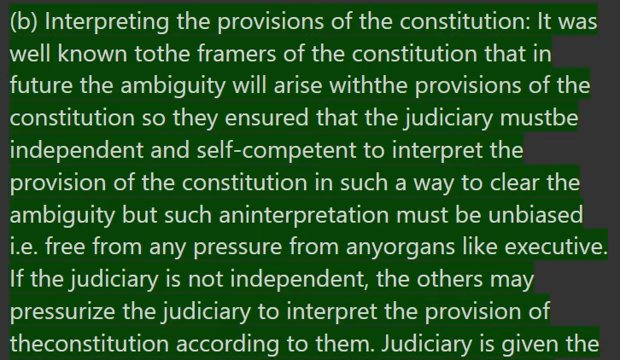 (b) Interpreting the provisions of the constitution: It was
well known tothe framers of the constitution that in
future the ambiguity will arise withthe provisions of the
constitution so they ensured that the judiciary mustbe
independent and self-competent to interpret the
provision of the constitution in such a way to clear the
ambiguity but such aninterpretation must be unbiased
i.e. free from any pressure from anyorgans like executive.
If the judiciary is not independent, the others may
pressurize the judiciary to interpret the provision of
theconstitution according to them. Judiciary is given the